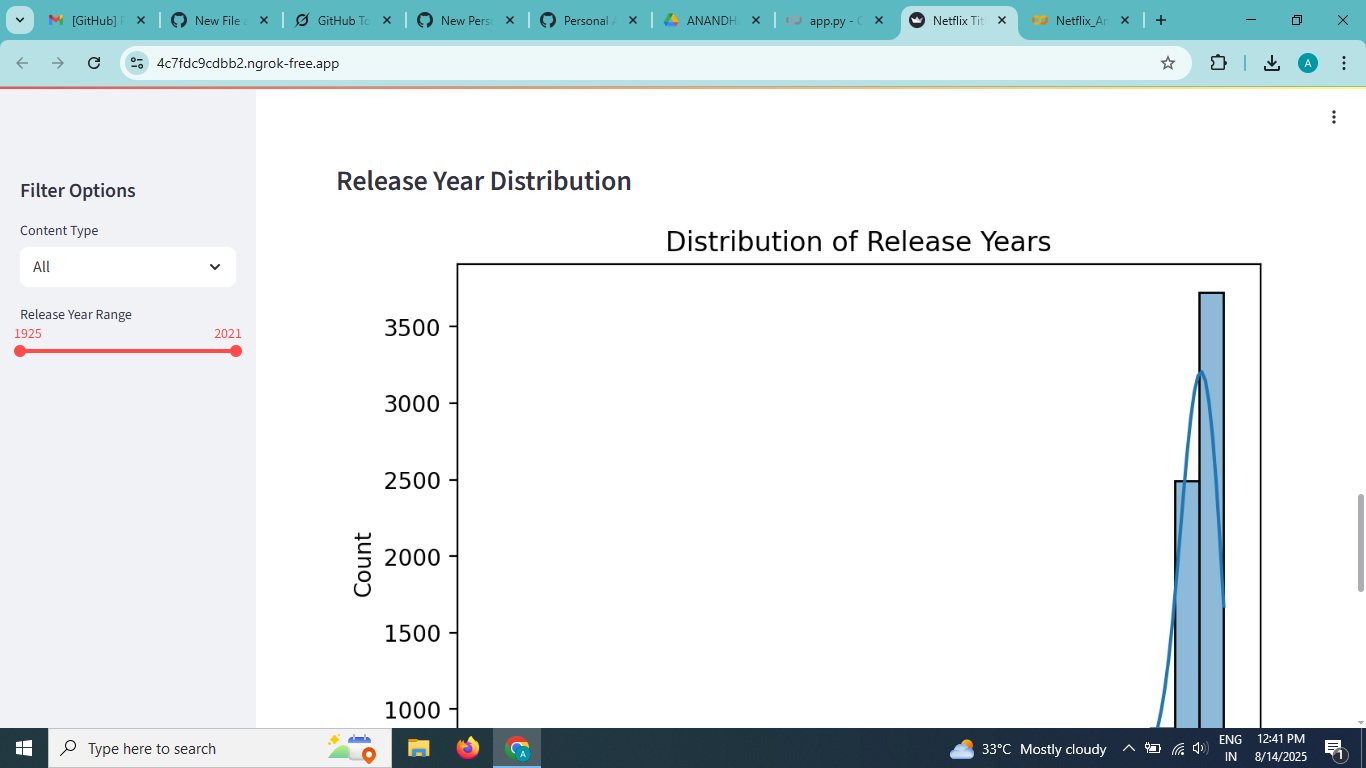 [GitHub]
New File
GitHub To
New Pers
Personal
ANANDH
app.py -
Netflix Tit
Netflix_An
4c7fdc9cdbb2.ngrok-free.app
A
Filter Options
Content Type
All
Release Year Range
1925 2021
Release Year Distribution
Distribution of Release Years
3500
3000
2500
2000
1500
1000
Count
Type here to search
33°C Mostly cloudy
ENG
IN
12:41 PM
8/14/2025
1